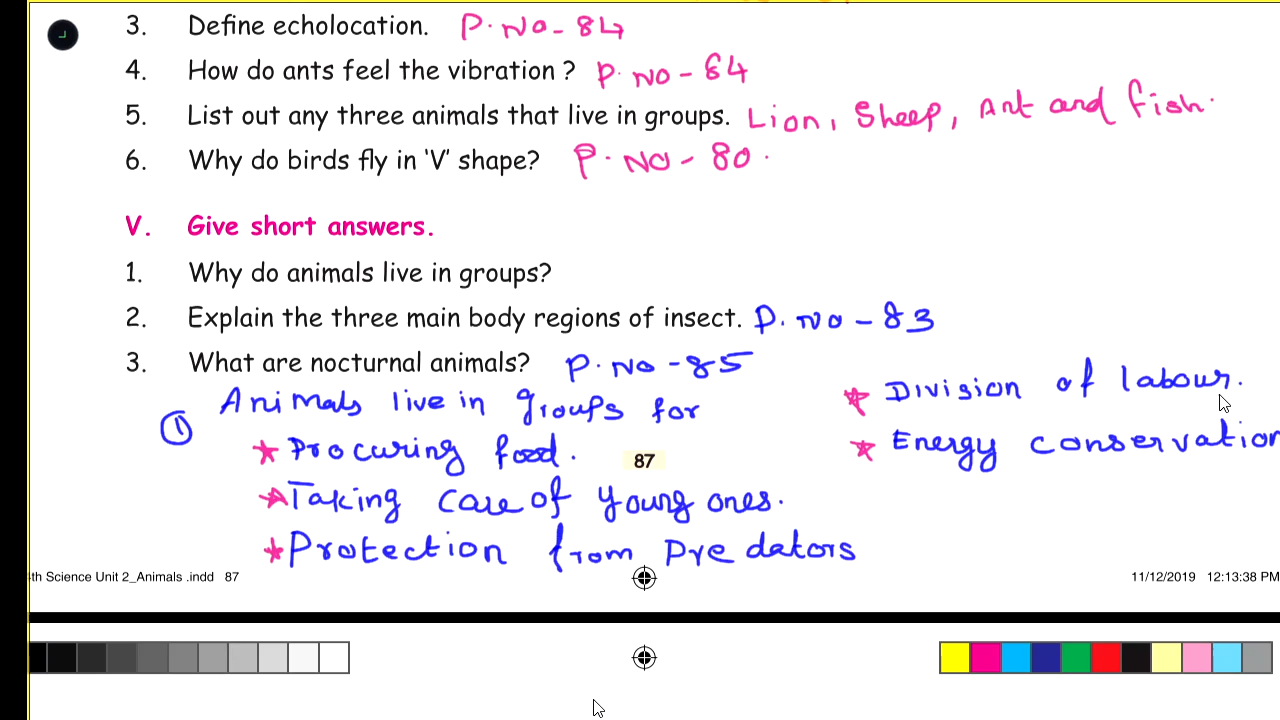 3. Define echolocation. P.NO-84
4. How do ants feel the vibration ? P.NO-84
5. List out any three animals that live in groups. Lion, Sheep, Ant and fish.
6. Why do birds fly in 'V' shape? P.NO-80.
V. Give short answers.
1. Why do animals live in groups?
2. Explain the three main body regions of insect. P.NO-83
3. What are nocturnal animals? P.NO-85
① Animals live in groups for
★ Procuring food.
★ Taking care of young ones.
★ Protection from Predators
★ Division of labour.
★ Energy conservation
87
4th Science Unit 2_Animals .indd 87
11/12/2019 12:13:38 PM